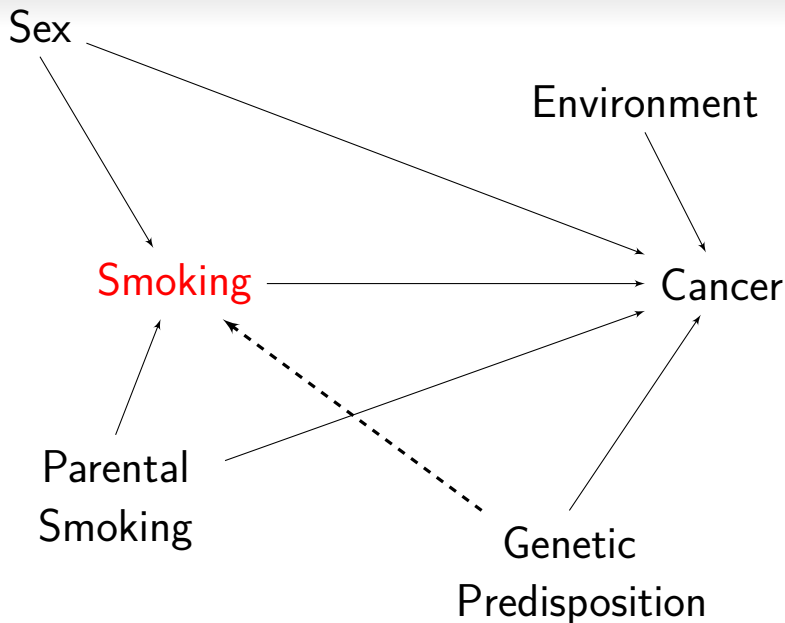 Sex
Environment
Smoking
Cancer
Parental
Smoking
Genetic
Predisposition